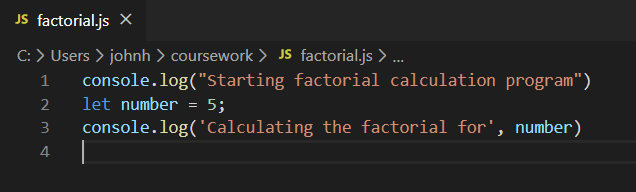 JS factorial.js ×
C: > Users > johnh > coursework > JS factorial.js > ...
1 console.log("Starting factorial calculation program")
2 let number = 5;
3 console.log('Calculating the factorial for', number)
4